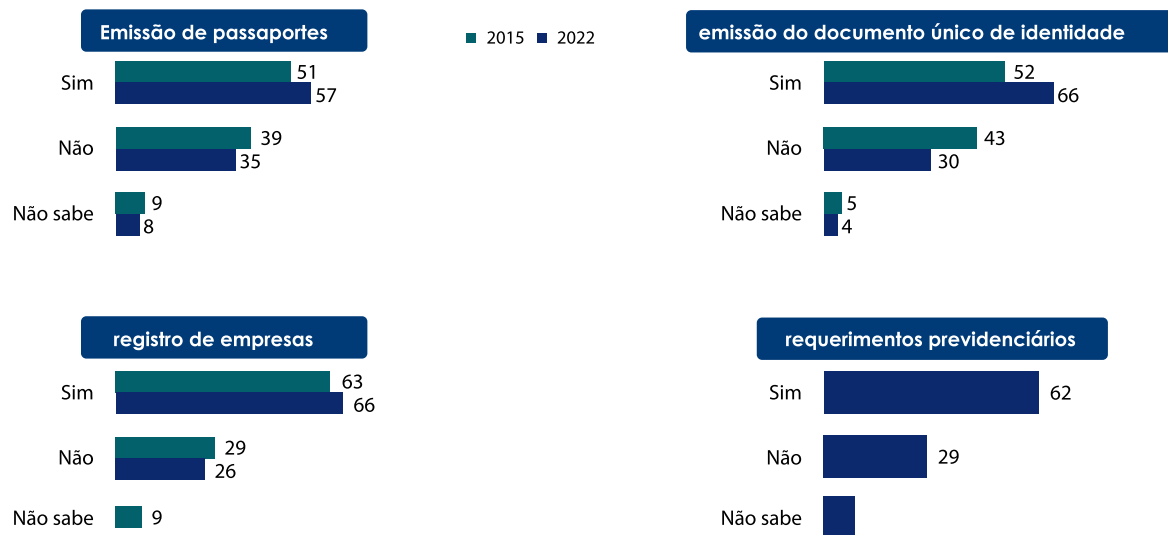 Emissão de passaportes
2015 2022
emissão do documento único de identidade
Sim
51
57
Não
39
35
Não sabe
9
8
Sim
52
66
Não
43
30
Não sabe
5
4
registro de empresas
Sim
63
66
Não
29
26
Não sabe
9
requerimentos previdenciários
Sim
62
Não
29
Não sabe